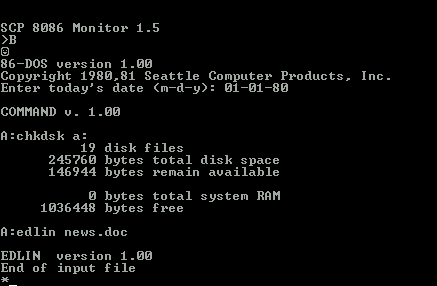 SCP 8086 Monitor 1.5
>B
☺
86-DOS version 1.00
Copyright 1980,81 Seattle Computer Products, Inc.
Enter today's date (m-d-y): 01-01-80

COMMAND v. 1.00

A:chkdsk a:
      19 disk files
  245760 bytes total disk space
  146944 bytes remain available

       0 bytes total system RAM
 1036448 bytes free

A:edlin news.doc

EDLIN  version 1.00
End of input file
*_